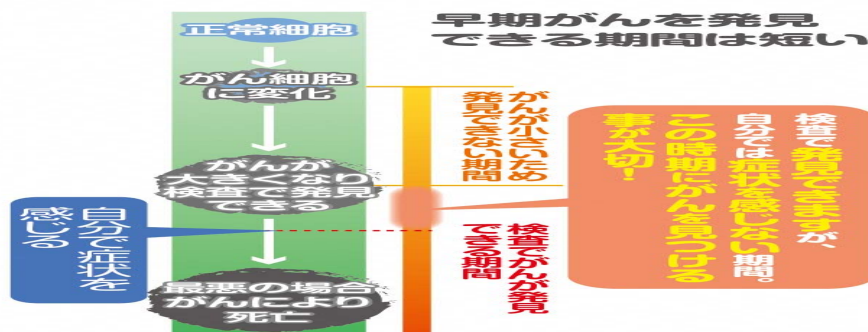 早期がんを発見
できる期間は短い
正常細胞
がん細胞
に変化
がんが
大きくなり
検査で発見
できる
最悪の場合
がんにより
死亡
自分で症状を
感じる
がんが小さいため
発見できない期間
検査でがんが発見
できる期間
検査で発見できますが、
自分では症状を感じない期間。
この時期にがんを見つける
事が大切!